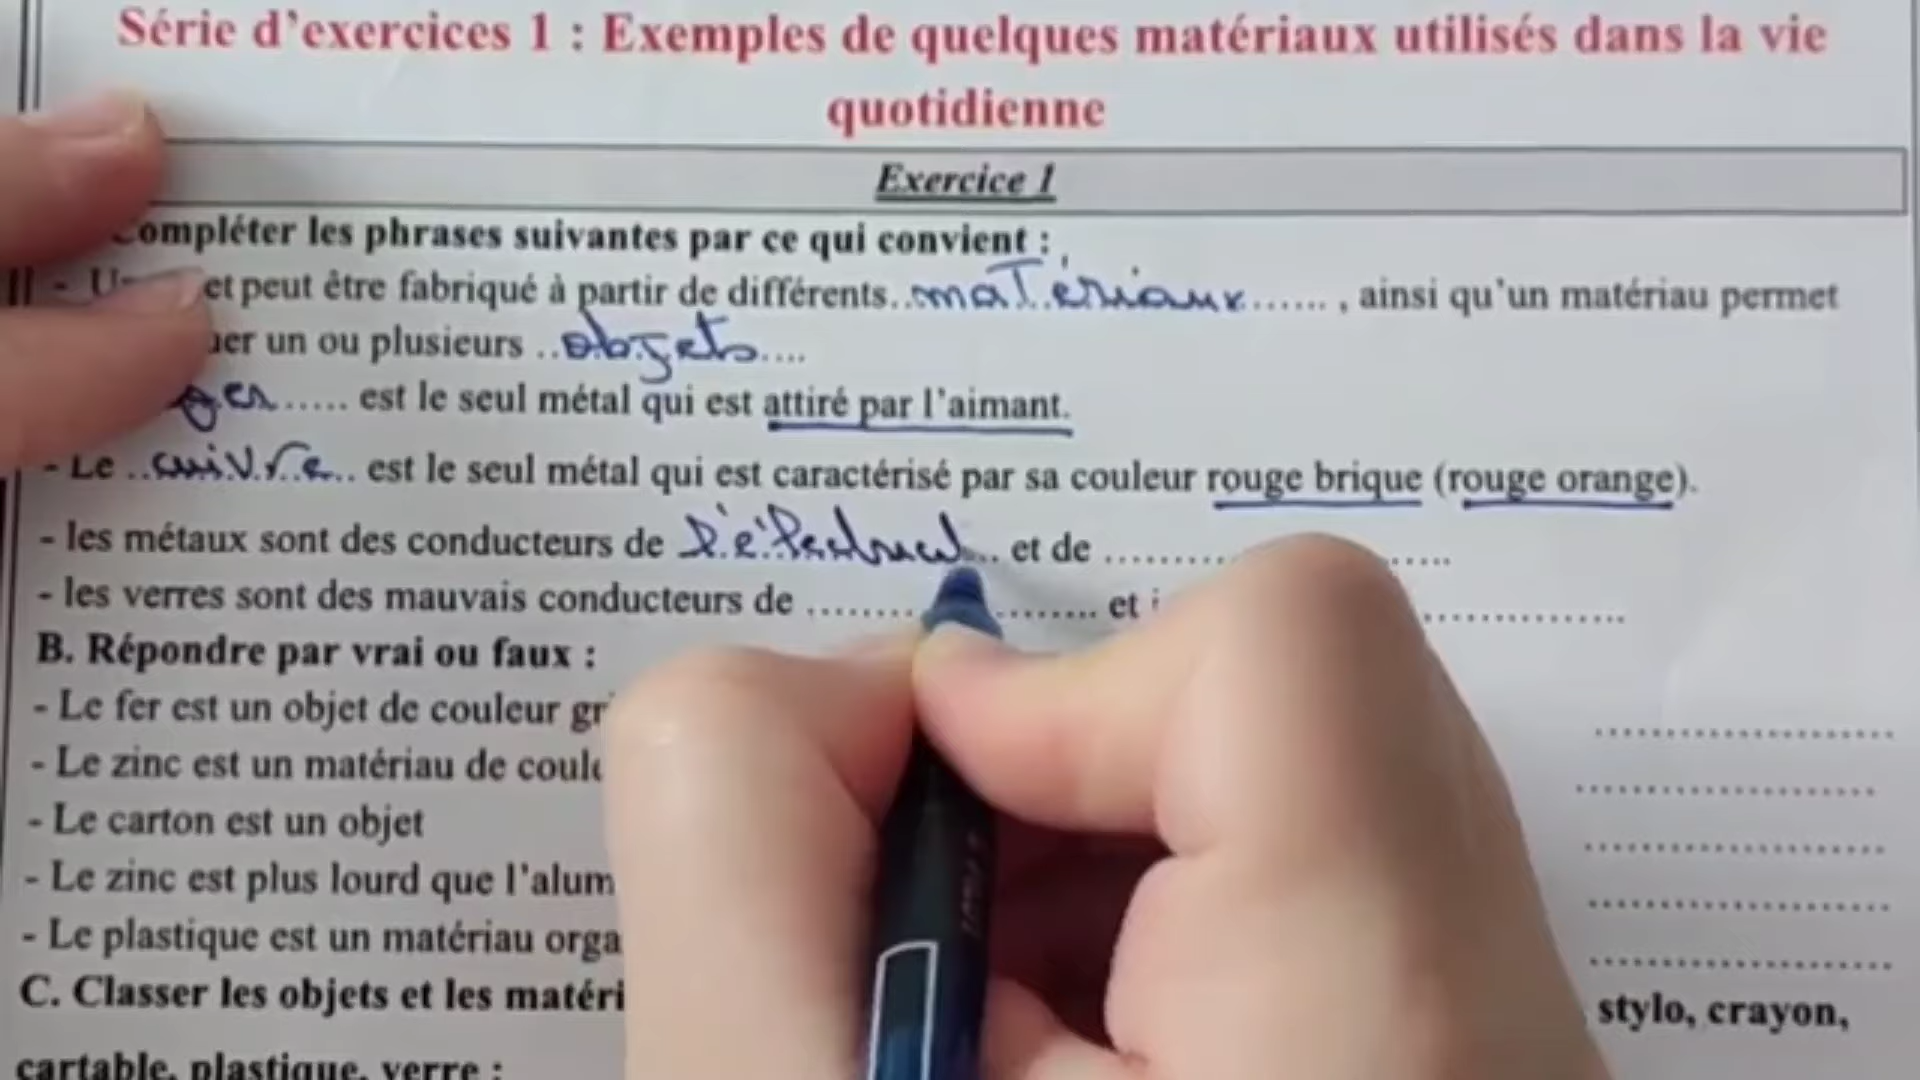 Série d'exercices 1 : Exemples de quelques matériaux utilisés dans la vie
quotidienne
Exercice 1
ompléter les phrases suivantes par ce qui convient :
- U et peut être fabriqué à partir de différents..matériaux...... , ainsi qu'un matériau permet
uer un ou plusieurs ..objets....
fer..... est le seul métal qui est attiré par l'aimant.
- Le ..cuivre.. est le seul métal qui est caractérisé par sa couleur rouge brique (rouge orange).
- les métaux sont des conducteurs de .. et de ..............
- les verres sont des mauvais conducteurs de .................. et i ..............
B. Répondre par vrai ou faux :
- Le fer est un objet de couleur gri ....................
- Le zinc est un matériau de coule ....................
- Le carton est un objet ....................
- Le zinc est plus lourd que l'alum ....................
- Le plastique est un matériau orga ....................
C. Classer les objets et les matéri stylo, crayon,
cartable, plastique, verre :